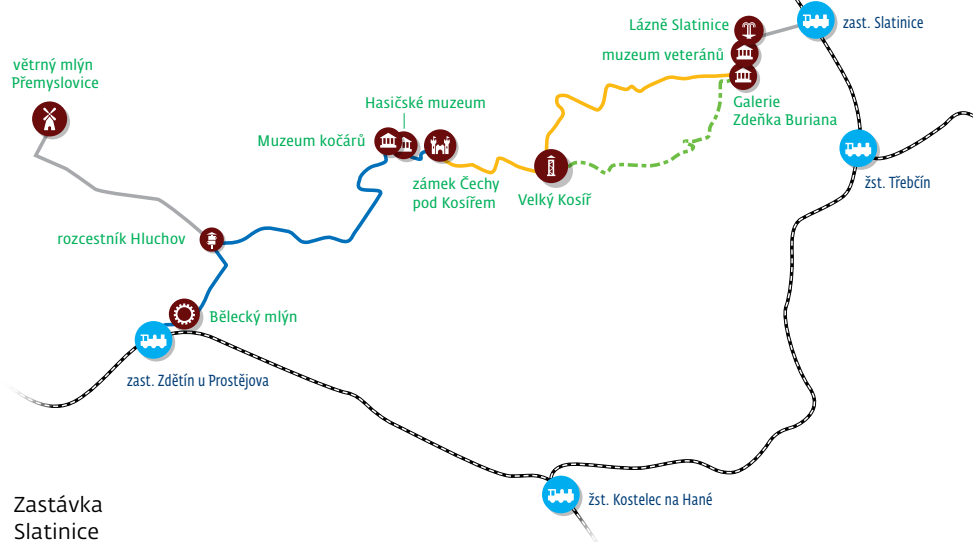 Lázně Slatinice
zast. Slatinice
muzeum veteránů
větrný mlýn
Přemyslovice
Galerie
Zdeňka Buriana
Hasičské muzeum
Muzeum kočárů
žst. Třebčín
zámek Čechy
pod Kosířem
Velký Kosíř
rozcestník Hluchov
Bělecký mlýn
zast. Zdětín u Prostějova
žst. Kostelec na Hané
Zastávka
Slatinice